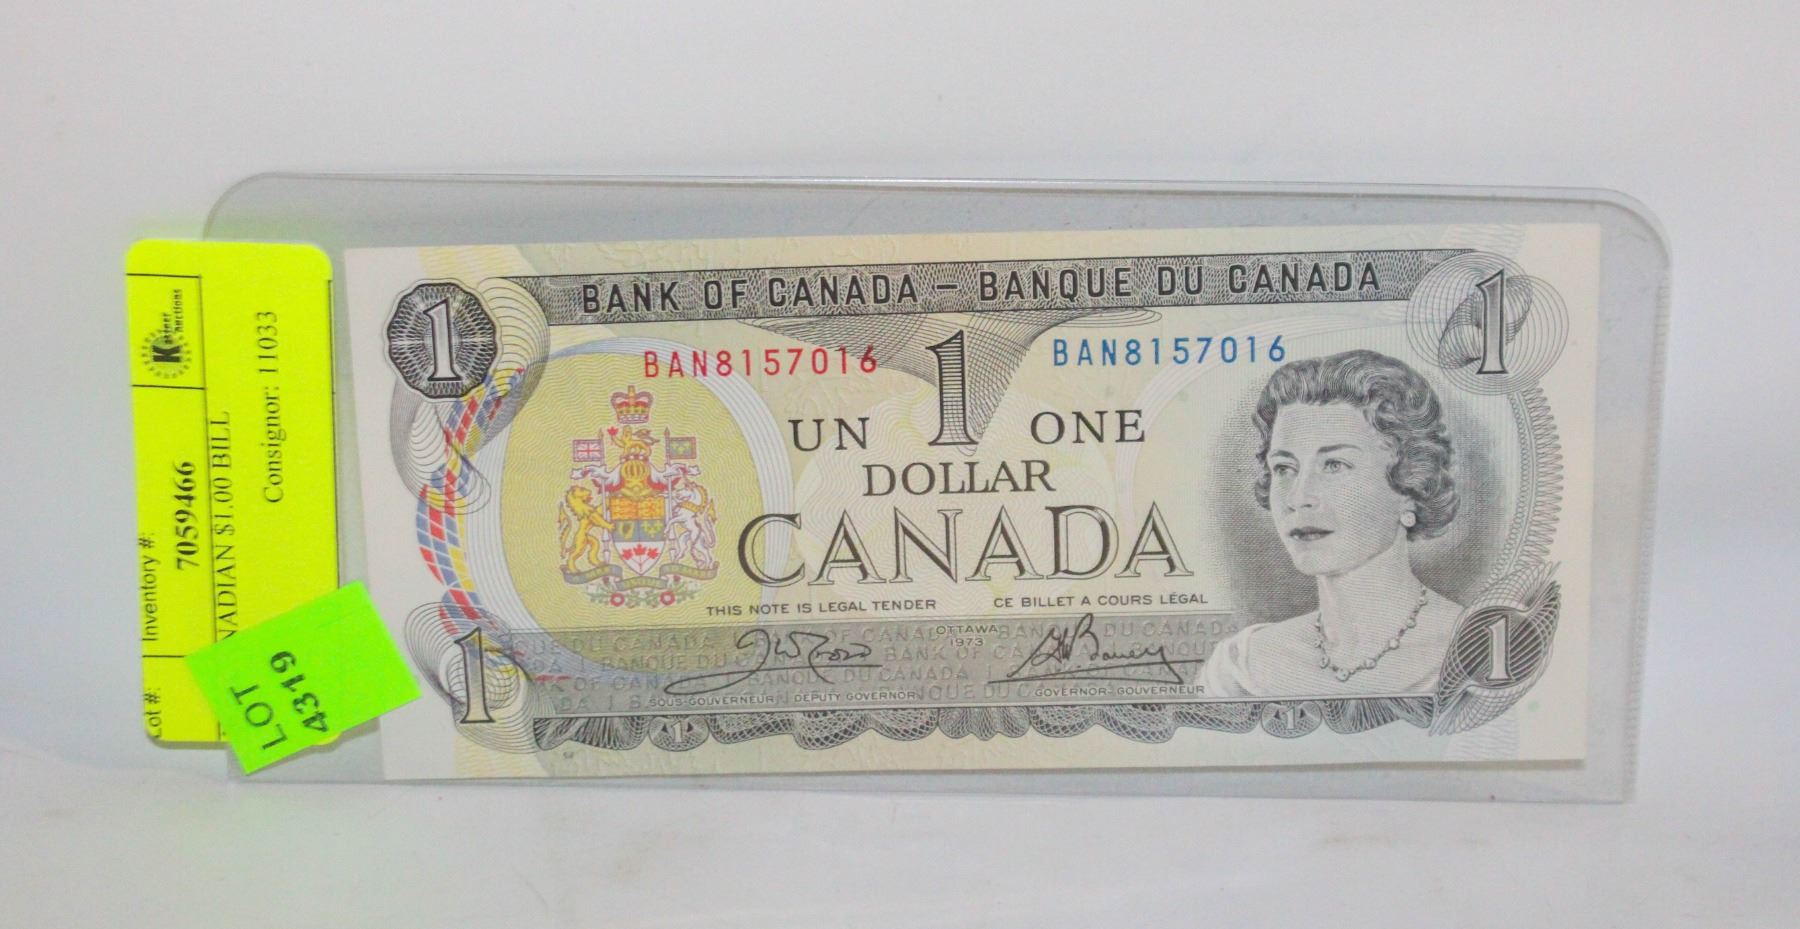 BANK OF CANADA – BANQUE DU CANADA
1
1
1
BAN8157016
BAN8157016
UN
ONE
DOLLAR
CANADA
THIS NOTE IS LEGAL TENDER
CE BILLET A COURS LÉGAL
OTTAWA
1973
SOUS-GOUVERNEUR DEPUTY GOVERNOR
GOVERNOR-GOUVERNEUR
1
1
1
1
Lot #:
Inventory #:
7059466
$1.00 BILL
Consignor: 11033
LOT
4319